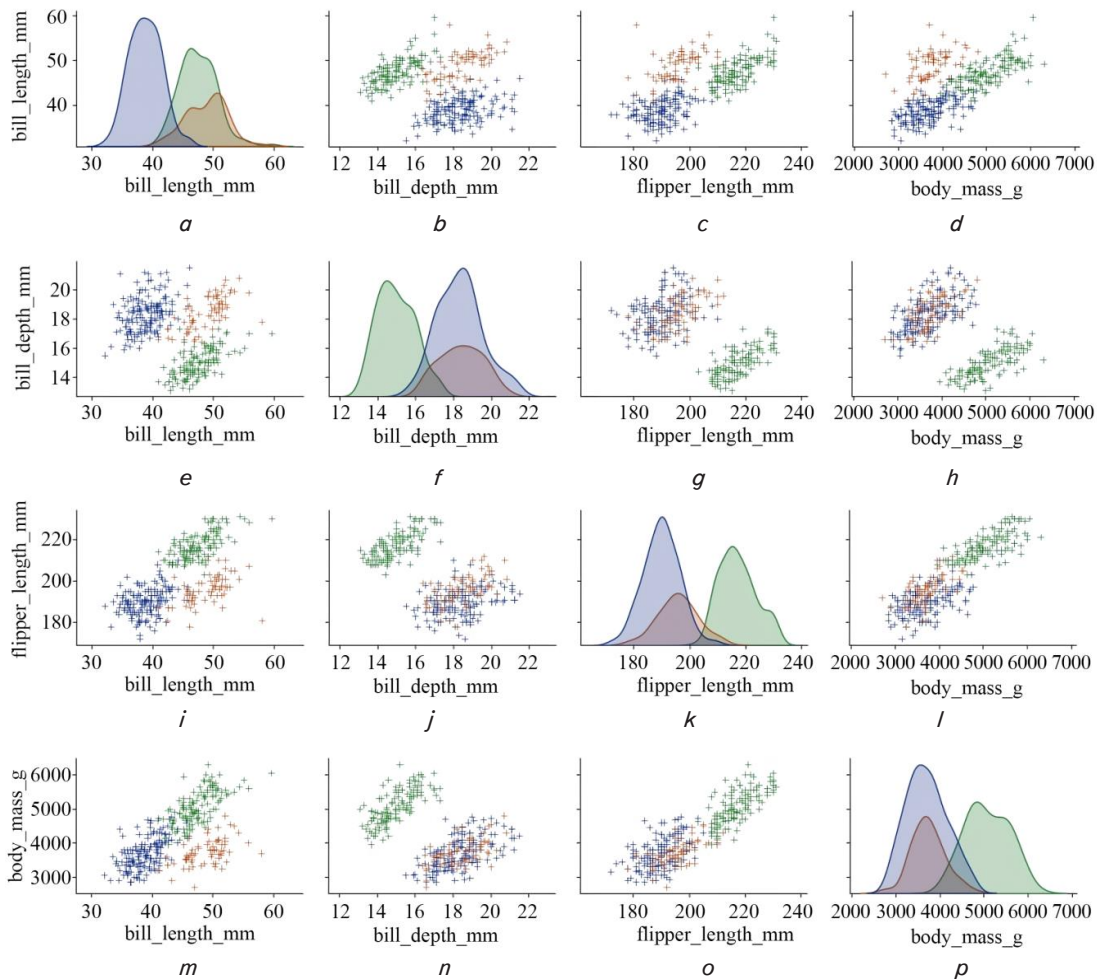 60
50
40
bill_length_mm
30 40 50 60
bill_length_mm
12 14 16 18 20 22
bill_depth_mm
180 200 220 240
flipper_length_mm
2000 3000 4000 5000 6000 7000
body_mass_g
a b c d
20
18
16
14
bill_depth_mm
30 40 50 60
bill_length_mm
12 14 16 18 20 22
bill_depth_mm
180 200 220 240
flipper_length_mm
2000 3000 4000 5000 6000 7000
body_mass_g
e f g h
220
200
180
flipper_length_mm
30 40 50 60
bill_length_mm
12 14 16 18 20 22
bill_depth_mm
180 200 220 240
flipper_length_mm
2000 3000 4000 5000 6000 7000
body_mass_g
i j k l
6000
5000
4000
3000
body_mass_g
30 40 50 60
bill_length_mm
12 14 16 18 20 22
bill_depth_mm
180 200 220 240
flipper_length_mm
2000 3000 4000 5000 6000 7000
body_mass_g
m n o p